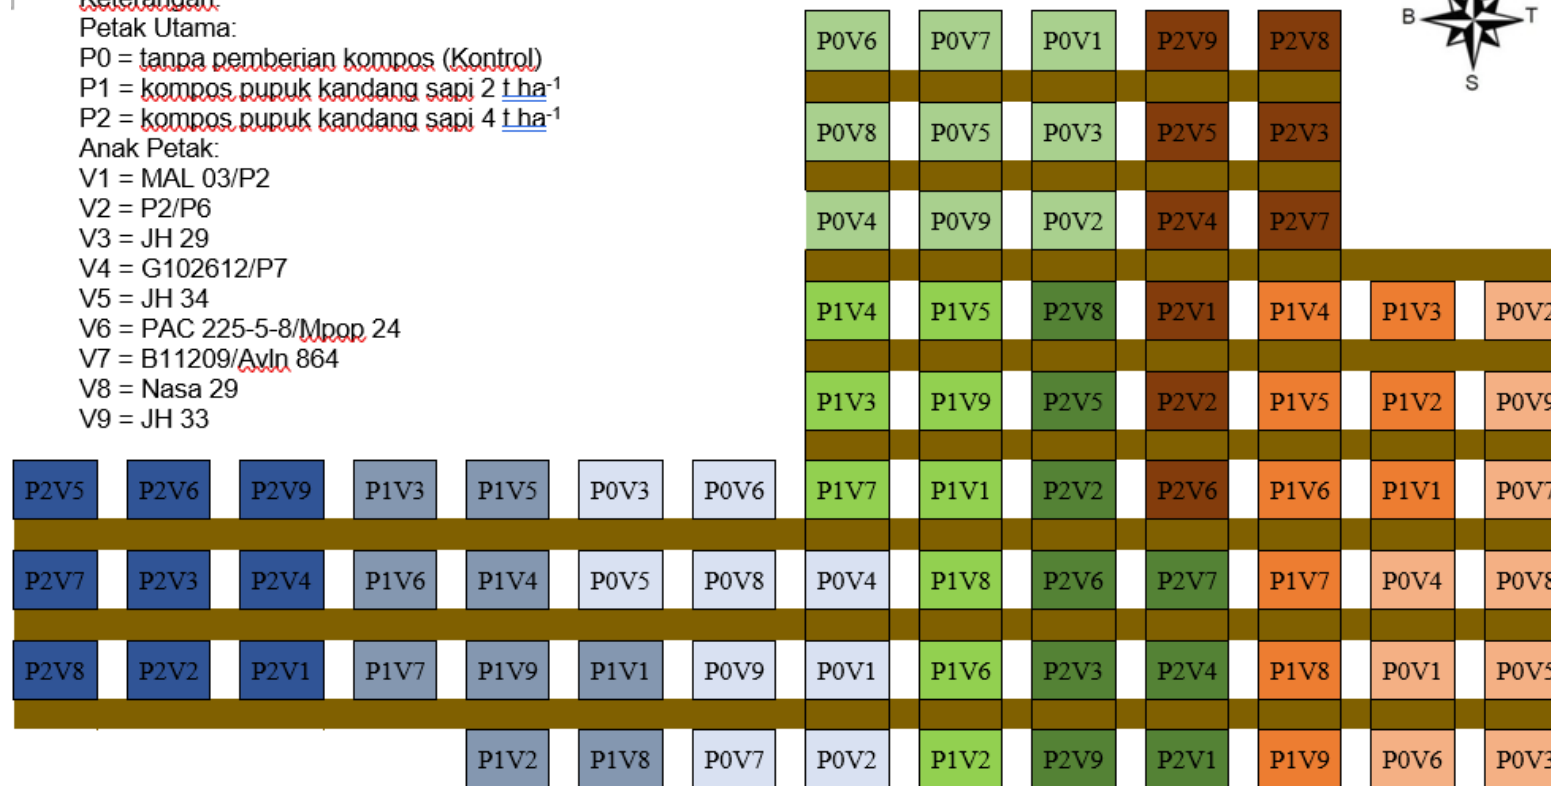 Keterangan:
Petak Utama:
P0 = tanpa pemberian kompos (Kontrol)
P1 = kompos pupuk kandang sapi 2 t ha-1
P2 = kompos pupuk kandang sapi 4 t ha-1
Anak Petak:
V1 = MAL 03/P2
V2 = P2/P6
V3 = JH 29
V4 = G102612/P7
V5 = JH 34
V6 = PAC 225-5-8/Mpop 24
V7 = B11209/Avln 864
V8 = Nasa 29
V9 = JH 33
B T
S
P0V6 P0V7 P0V1 P2V9 P2V8
P0V8 P0V5 P0V3 P2V5 P2V3
P0V4 P0V9 P0V2 P2V4 P2V7
P1V4 P1V5 P2V8 P2V1 P1V4 P1V3 P0V2
P1V3 P1V9 P2V5 P2V2 P1V5 P1V2 P0V9
P2V5 P2V6 P2V9 P1V3 P1V5 P0V3 P0V6 P1V7 P1V1 P2V2 P2V6 P1V6 P1V1 P0V7
P2V7 P2V3 P2V4 P1V6 P1V4 P0V5 P0V8 P0V4 P1V8 P2V6 P2V7 P1V7 P0V4 P0V8
P2V8 P2V2 P2V1 P1V7 P1V9 P1V1 P0V9 P0V1 P1V6 P2V3 P2V4 P1V8 P0V1 P0V5
P1V2 P1V8 P0V7 P0V2 P1V2 P2V9 P2V1 P1V9 P0V6 P0V3